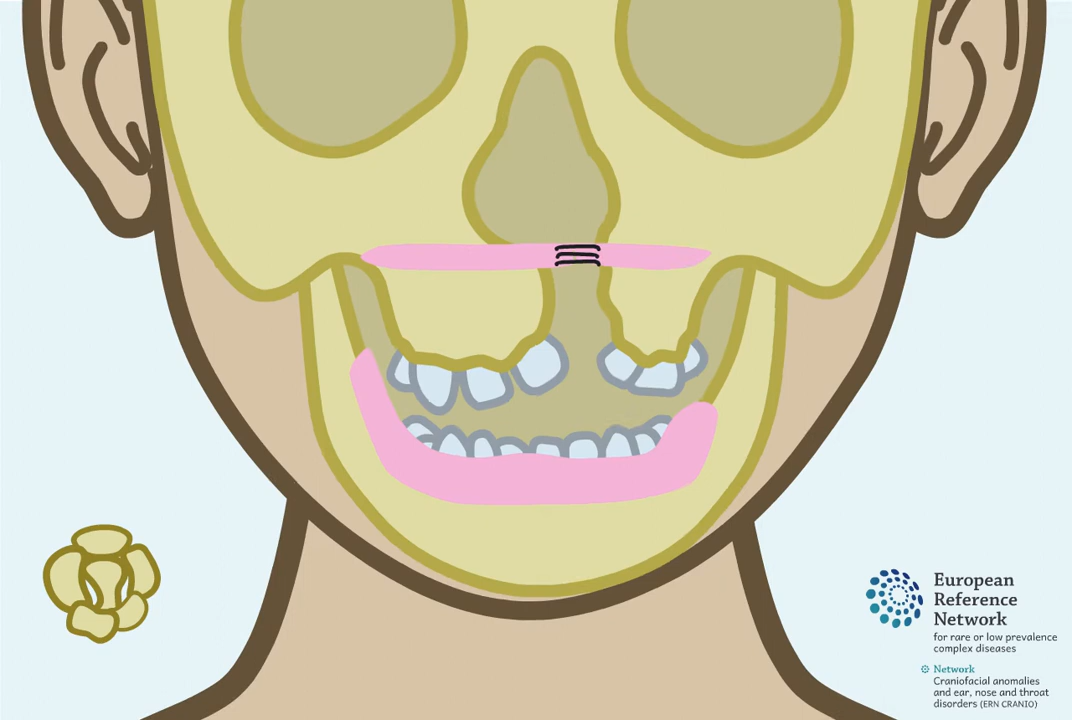 European
Reference
Network
for rare or low prevalence
complex diseases
Network
Craniofacial anomalies
and ear, nose and throat
disorders (ERN CRANIO)